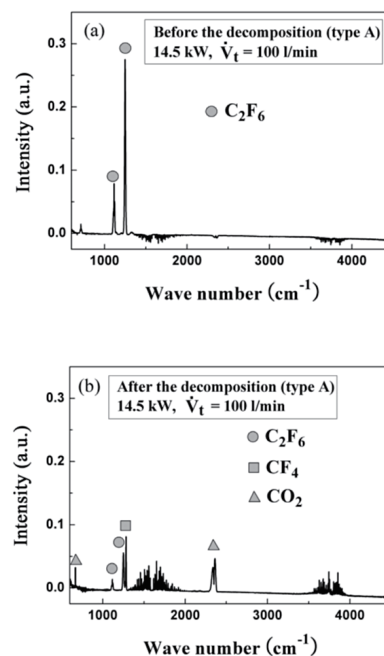 (a)
Before the decomposition (type A)
14.5 kW, V̇t = 100 l/min
C2F6
Intensity (a.u.)
0.3
0.2
0.1
0.0
1000 2000 3000 4000
Wave number (cm-1)
(b)
After the decomposition (type A)
14.5 kW, V̇t = 100 l/min
C2F6
CF4
CO2
Intensity (a.u.)
0.3
0.2
0.1
0.0
1000 2000 3000 4000
Wave number (cm-1)